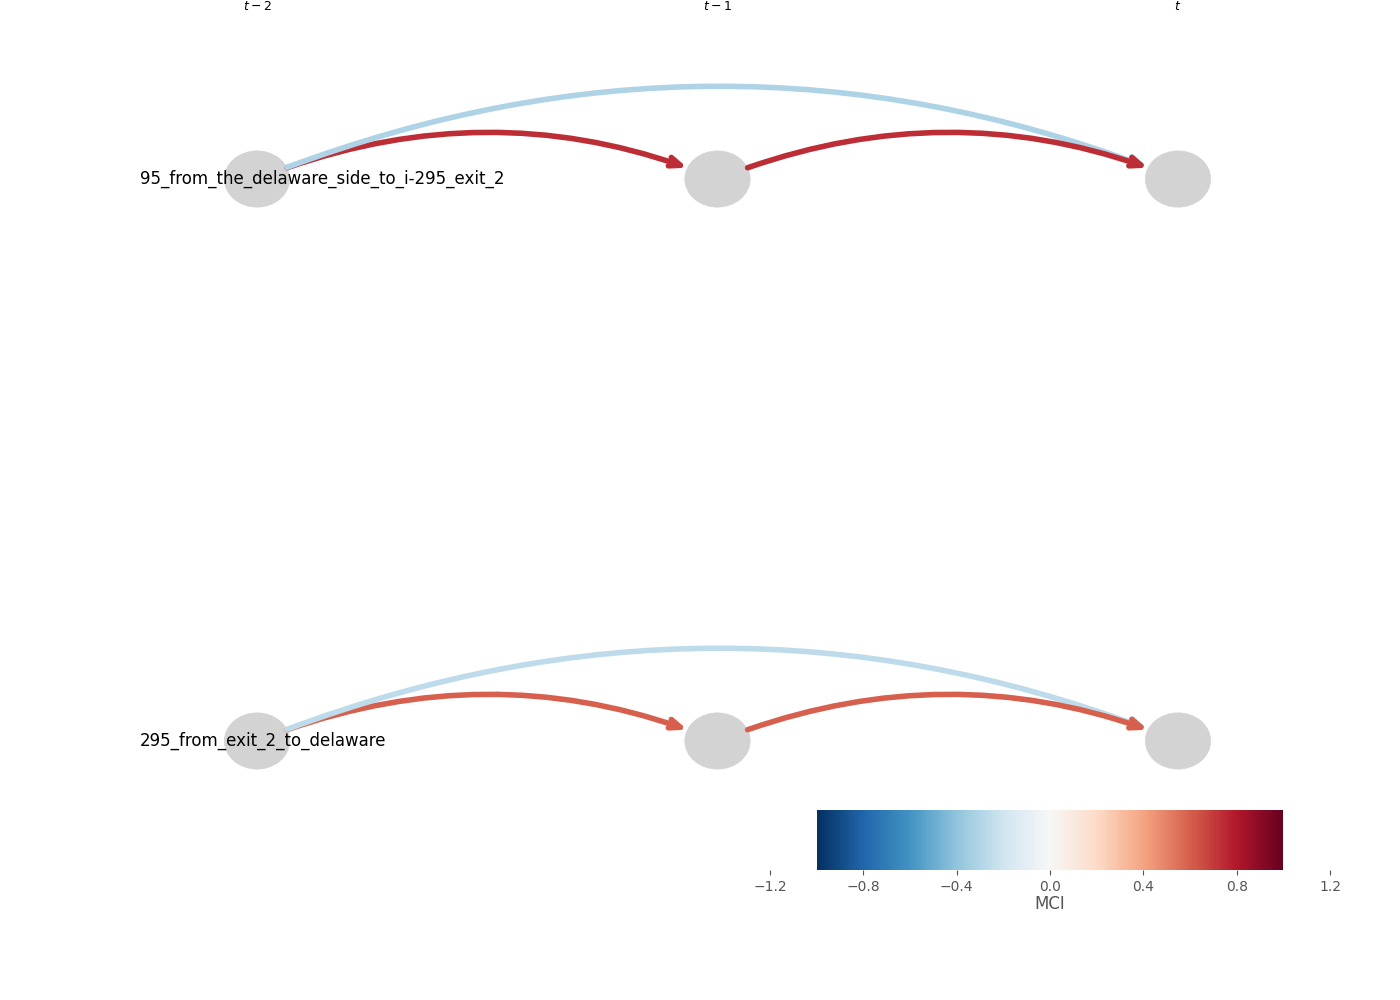 t − 2
t − 1
t
95_from_the_delaware_side_to_i-295_exit_2
295_from_exit_2_to_delaware
−1.2
−0.8
−0.4
0.0
0.4
0.8
1.2
MCI